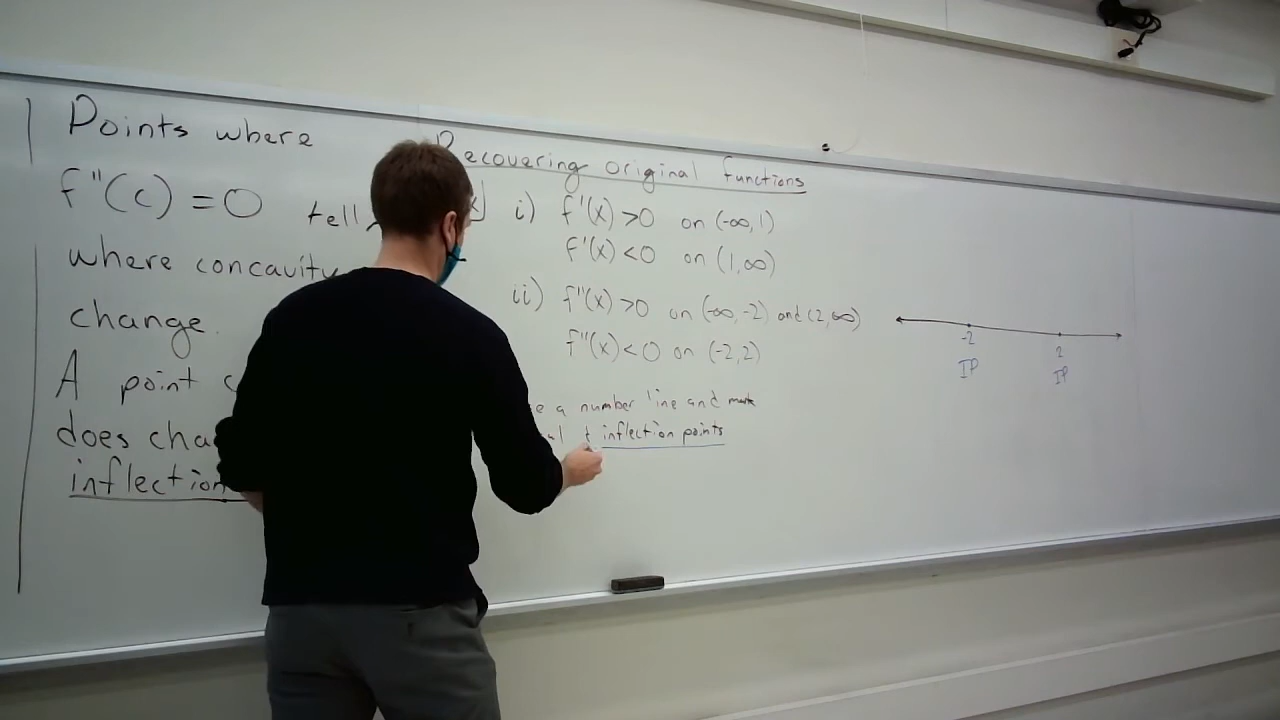 Points where
f"(c) = 0 tell
where concavity
change.
A point
does cha
inflection
Recovering original functions
i) f'(x) >0 on (-∞,1)
f'(x) <0 on (1,∞)
ii) f"(x) >0 on (-∞,-2) and (2,∞)
f"(x) <0 on (-2,2)
a number line and mark
inflection points
-2 2
IP IP